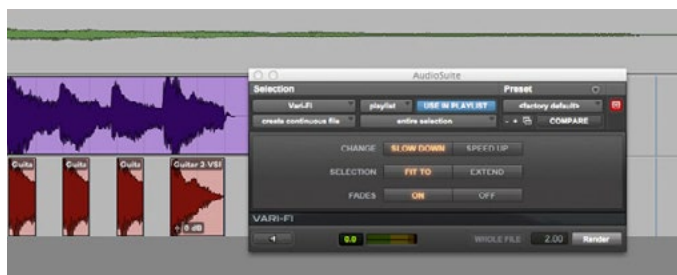 AudioSuite
Selection
Preset
Vari-Fi
playlist
USE IN PLAYLIST
<factory default>
create continuous file
entire selection
- +
COMPARE
CHANGE
SLOW DOWN
SPEED UP
SELECTION
FIT TO
EXTEND
FADES
ON
OFF
Guita
Guita
Guita
Guitar 2 VSI
+ 0 dB
VARI-FI
0.0
WHOLE FILE
2.00
Render